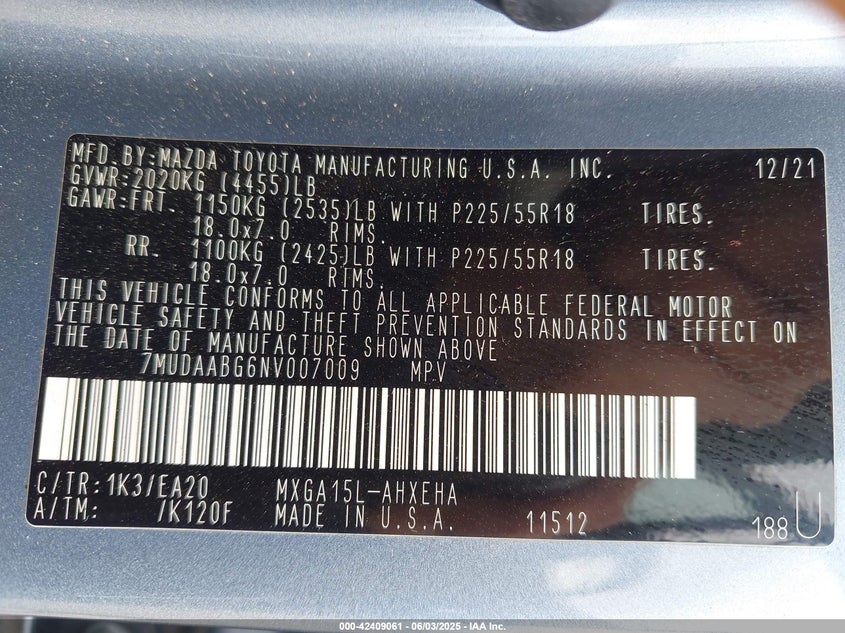 MFD.BY:MAZDA TOYOTA MANUFACTURING U.S.A. INC. 12/21
GVWR:2020KG (4455)LB
GAWR:FRT. 1150KG (2535)LB WITH P225/55R18 TIRES.
18.0x7.0 RIMS.
RR. 1100KG (2425)LB WITH P225/55R18 TIRES.
18.0x7.0 RIMS.
THIS VEHICLE CONFORMS TO ALL APPLICABLE FEDERAL MOTOR
VEHICLE SAFETY AND THEFT PREVENTION STANDARDS IN EFFECT ON
THE DATE OF MANUFACTURE SHOWN ABOVE
7MUDAABG6NV007009 MPV
C/TR:1K3/EA20 MXGA15L-AHXEHA
A/TM: /K120F MADE IN U.S.A. 11512 188U
000-42409061 - 06/03/2025 - IAA Inc.